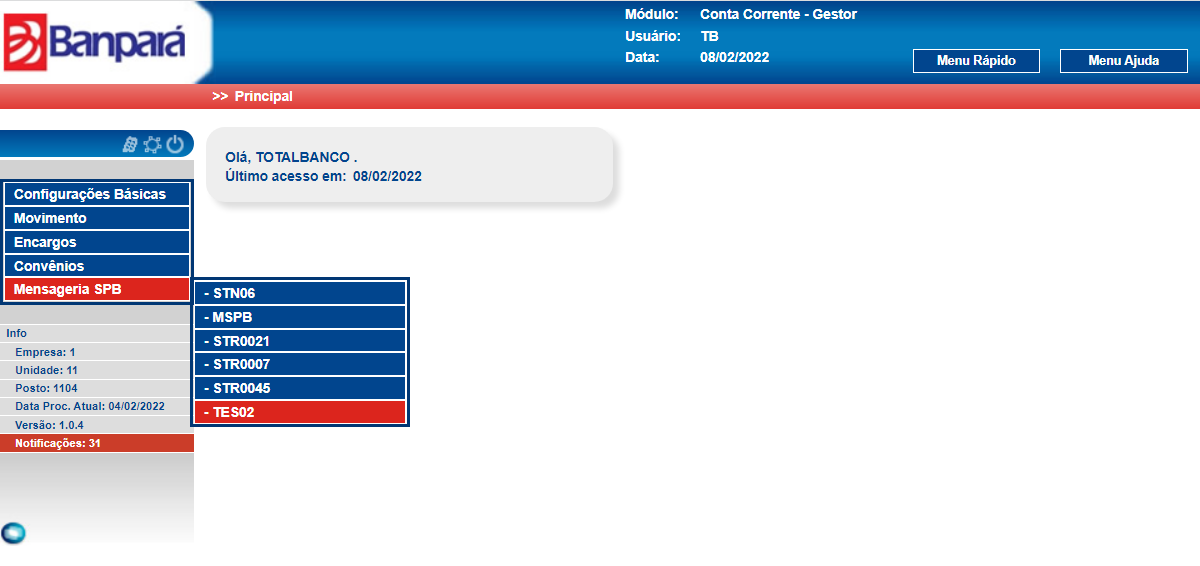 Banpará
Módulo: Conta Corrente - Gestor
Usuário: TB
Data: 08/02/2022
Menu Rápido
Menu Ajuda
>> Principal
Olá, TOTALBANCO .
Último acesso em: 08/02/2022
Configurações Básicas
Movimento
Encargos
Convênios
Mensageria SPB
- STN06
- MSPB
- STR0021
- STR0007
- STR0045
- TES02
Info
Empresa: 1
Unidade: 11
Posto: 1104
Data Proc. Atual: 04/02/2022
Versão: 1.0.4
Notificações: 31